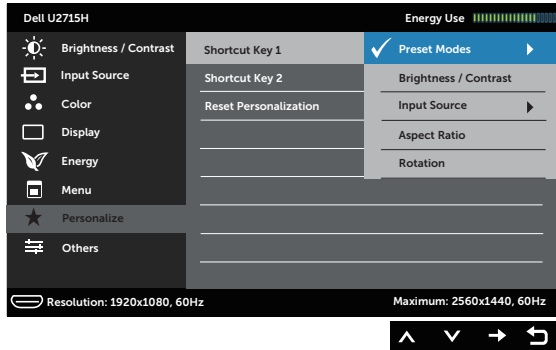 Dell U2715H
Energy Use
Brightness / Contrast
Input Source
Color
Display
Energy
Menu
Personalize
Others
Shortcut Key 1
Shortcut Key 2
Reset Personalization
Preset Modes
Brightness / Contrast
Input Source
Aspect Ratio
Rotation
Resolution: 1920x1080, 60Hz
Maximum: 2560x1440, 60Hz